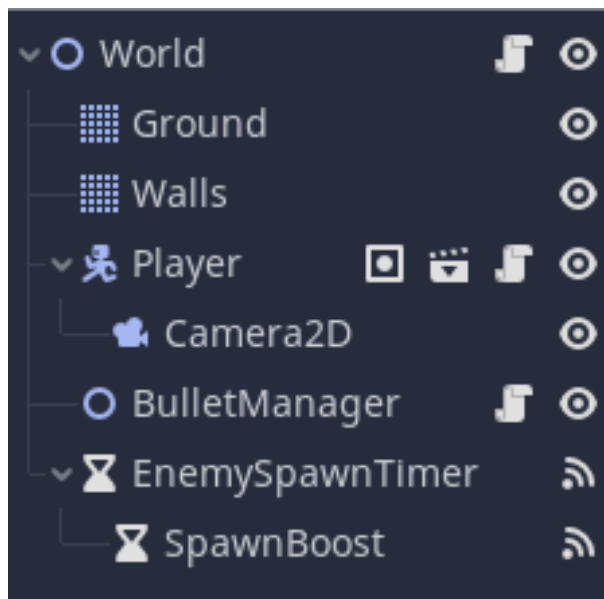 World
Ground
Walls
Player
Camera2D
BulletManager
EnemySpawnTimer
SpawnBoost